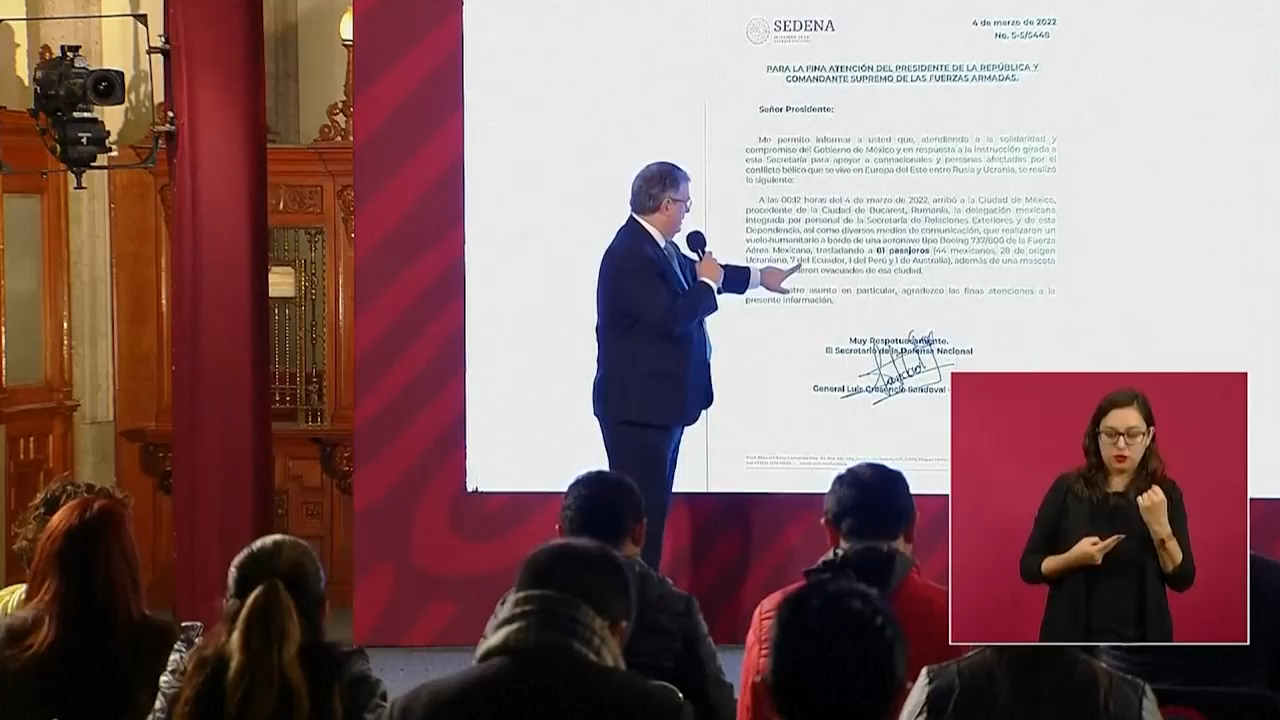 SEDENA
4 de marzo de 2022
No. S-5/5448
PARA LA FINA ATENCIÓN DEL PRESIDENTE DE LA REPÚBLICA Y
COMANDANTE SUPREMO DE LAS FUERZAS ARMADAS.
Señor Presidente:
Me permito informar a usted que, atendiendo a la solidaridad y
compromiso del Gobierno de México y en respuesta a la instrucción girada a
esta Secretaría para apoyar a connacionales y personas afectadas por el
conflicto bélico que se vive en Europa del Este entre Rusia y Ucrania, se realizó
lo siguiente:
A las 00:12 horas del 4 de marzo de 2022, arribó a la Ciudad de México,
procedente de la Ciudad de Bucarest, Rumania, la delegación mexicana
integrada por personal de la Secretaría de Relaciones Exteriores y de esta
Dependencia, así como diversos medios de comunicación, que realizaron un
vuelo humanitario a bordo de una aeronave tipo Boeing 737/800 de la Fuerza
Aérea Mexicana, trasladando a 81 pasajeros (44 mexicanos, 28 de origen
Ucraniano, 7 del Ecuador, 1 del Perú y 1 de Australia), además de una mascota
evacuados de esa ciudad.
otro asunto en particular, agradezco las finas atenciones a la
presente información.
Muy Respetuosamente.
El Secretario de la Defensa Nacional
General Luis Cresencio Sandoval